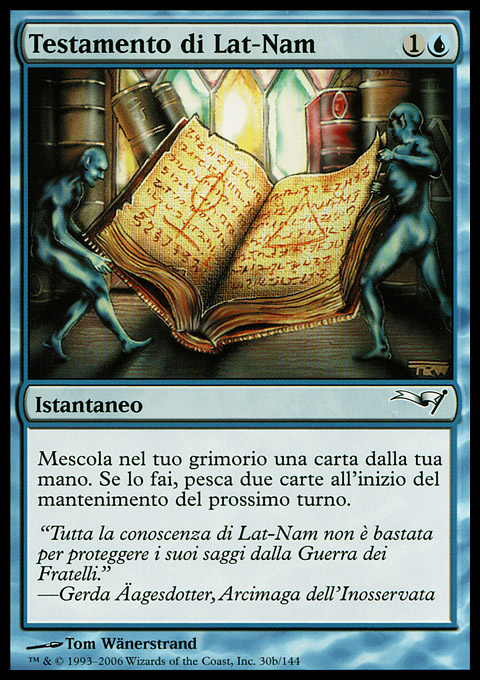 Testamento di Lat-Nam 1
TKW
Istantaneo
Mescola nel tuo grimorio una carta dalla tua
mano. Se lo fai, pesca due carte all'inizio del
mantenimento del prossimo turno.
“Tutta la conoscenza di Lat-Nam non è bastata
per proteggere i suoi saggi dalla Guerra dei
Fratelli.”
—Gerda Äagesdotter, Arcimaga dell'Inosservata
Tom Wänerstrand
™ & © 1993–2006 Wizards of the Coast, Inc. 30b/144